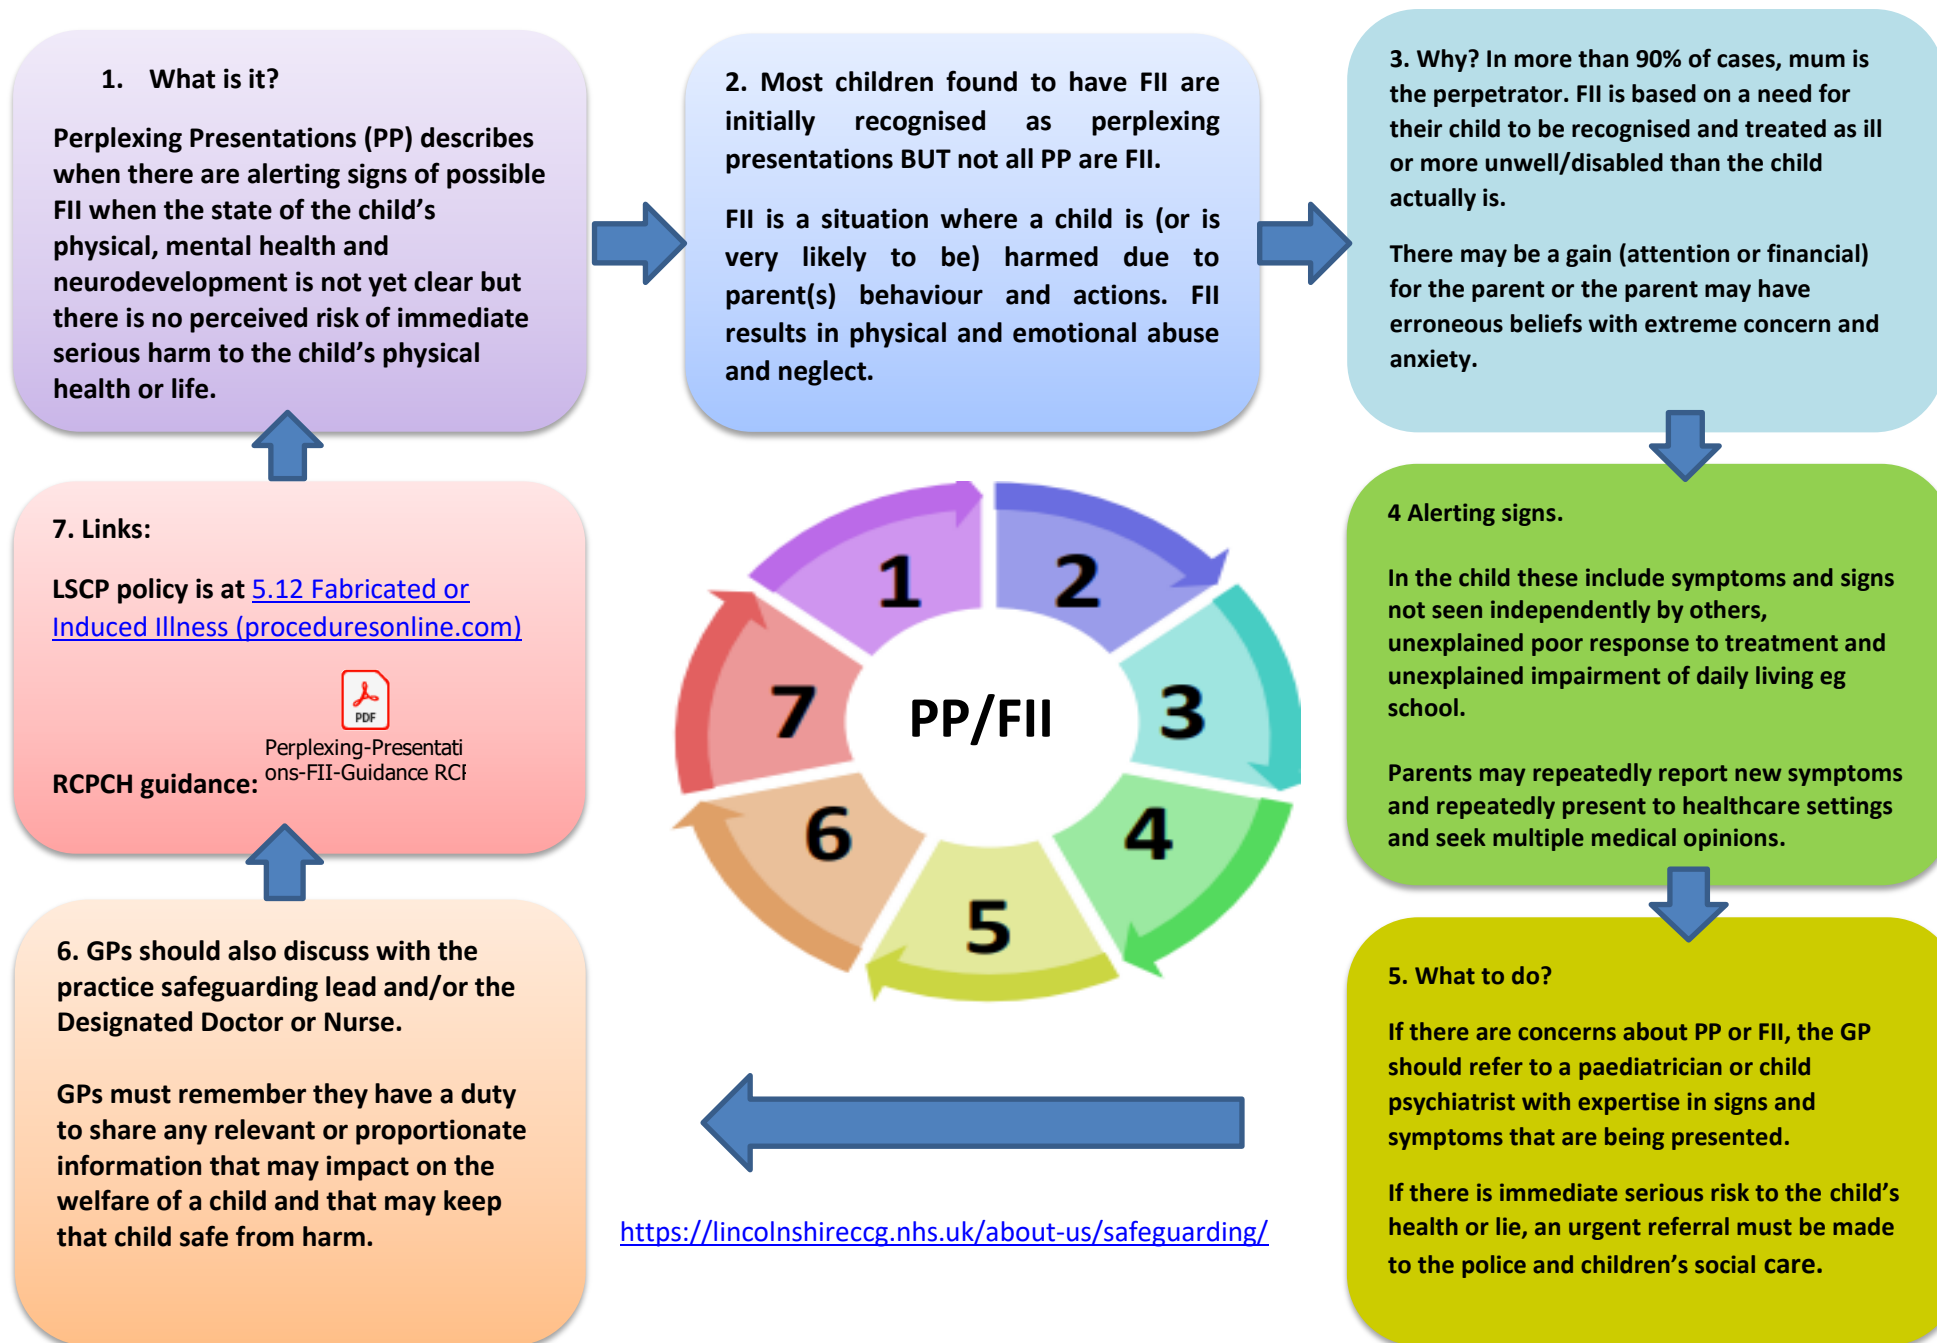 1. What is it?
Perplexing Presentations (PP) describes
when there are alerting signs of possible
FII when the state of the child’s
physical, mental health and
neurodevelopment is not yet clear but
there is no perceived risk of immediate
serious harm to the child’s physical
health or life.
2. Most children found to have FII are
initially recognised as perplexing
presentations BUT not all PP are FII.
FII is a situation where a child is (or is
very likely to be) harmed due to
parent(s) behaviour and actions. FII
results in physical and emotional abuse
and neglect.
3. Why? In more than 90% of cases, mum is
the perpetrator. FII is based on a need for
their child to be recognised and treated as ill
or more unwell/disabled than the child
actually is.
There may be a gain (attention or financial)
for the parent or the parent may have
erroneous beliefs with extreme concern and
anxiety.
4 Alerting signs.
In the child these include symptoms and signs
not seen independently by others,
unexplained poor response to treatment and
unexplained impairment of daily living eg
school.
Parents may repeatedly report new symptoms
and repeatedly present to healthcare settings
and seek multiple medical opinions.
5. What to do?
If there are concerns about PP or FII, the GP
should refer to a paediatrician or child
psychiatrist with expertise in signs and
symptoms that are being presented.
If there is immediate serious risk to the child’s
health or lie, an urgent referral must be made
to the police and children’s social care.
6. GPs should also discuss with the
practice safeguarding lead and/or the
Designated Doctor or Nurse.
GPs must remember they have a duty
to share any relevant or proportionate
information that may impact on the
welfare of a child and that may keep
that child safe from harm.
7. Links:
LSCP policy is at 5.12 Fabricated or
Induced Illness (proceduresonline.com)
PDF
Perplexing-Presentati
ons-FII-Guidance RCF
RCPCH guidance:
1
2
3
4
5
6
7
PP/FII
https://lincolnshireccg.nhs.uk/about-us/safeguarding/